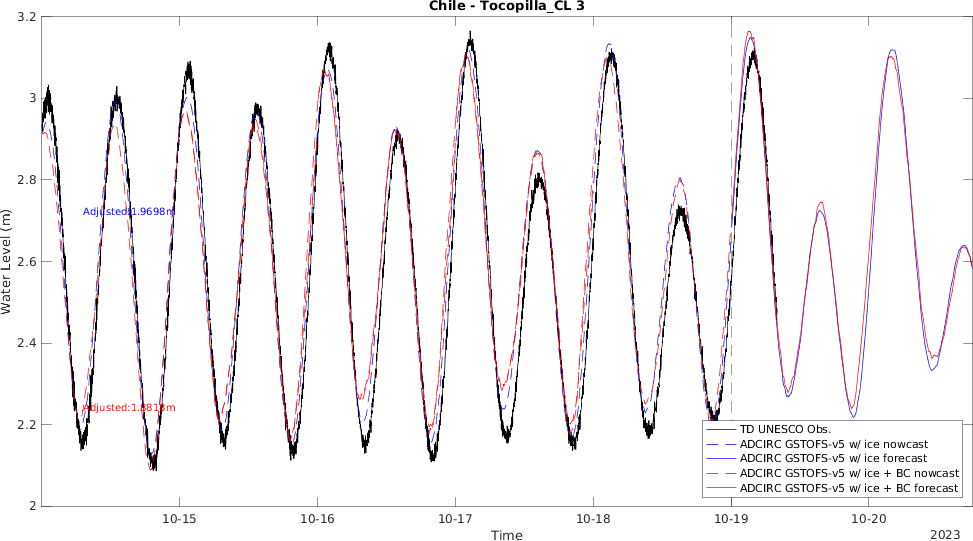 Chile - Tocopilla_CL 3
3.2
3
2.8
2.6
2.4
2.2
2
Water Level (m)
Adjusted:1.9698m
10-15
10-16
10-17
10-18
10-19
10-20
Time
2023
TD UNESCO Obs.
ADCIRC GSTOFS-v5 w/ ice nowcast
ADCIRC GSTOFS-v5 w/ ice forecast
ADCIRC GSTOFS-v5 w/ ice + BC nowcast
ADCIRC GSTOFS-v5 w/ ice + BC forecast